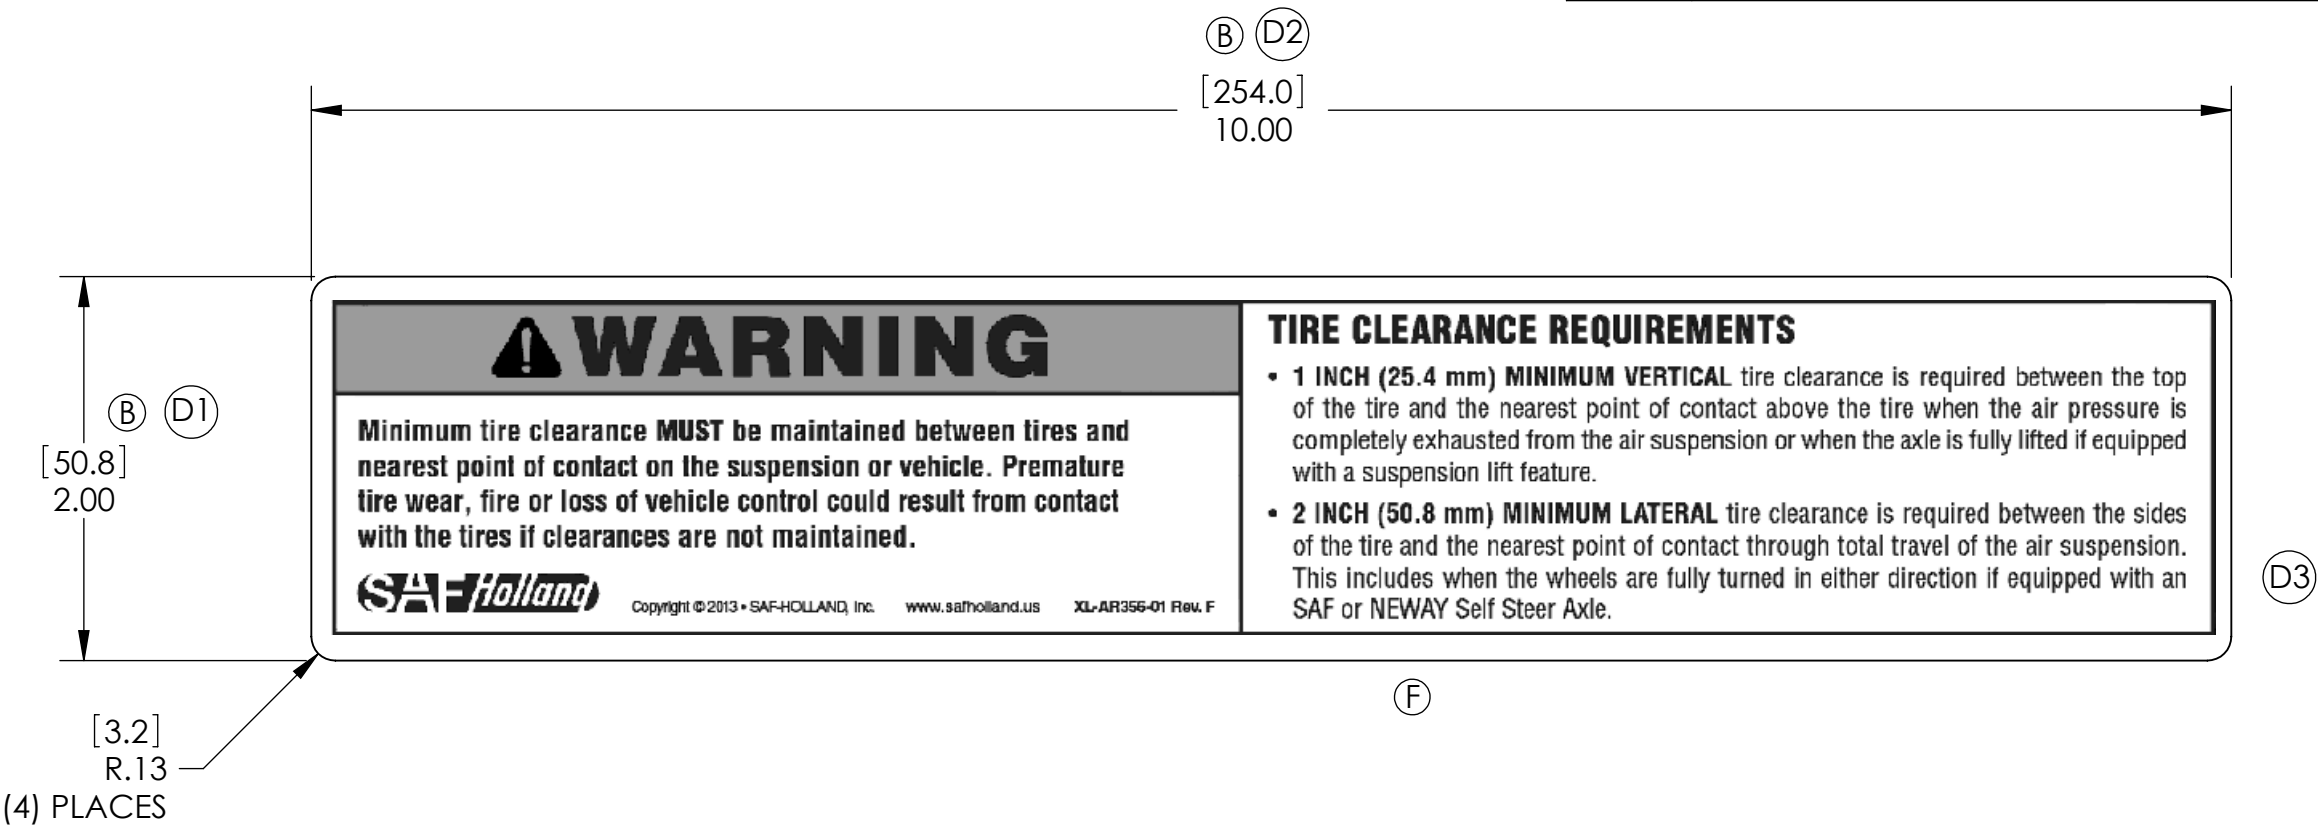 B D2
[254.0]
10.00
B D1
[50.8]
2.00
WARNING
Minimum tire clearance MUST be maintained between tires and
nearest point of contact on the suspension or vehicle. Premature
tire wear, fire or loss of vehicle control could result from contact
with the tires if clearances are not maintained.
SAF Holland
Copyright © 2013 • SAF-HOLLAND, Inc. www.safholland.us XL-AR356-01 Rev. F
TIRE CLEARANCE REQUIREMENTS
• 1 INCH (25.4 mm) MINIMUM VERTICAL tire clearance is required between the top
of the tire and the nearest point of contact above the tire when the air pressure is
completely exhausted from the air suspension or when the axle is fully lifted if equipped
with a suspension lift feature.
• 2 INCH (50.8 mm) MINIMUM LATERAL tire clearance is required between the sides
of the tire and the nearest point of contact through total travel of the air suspension.
This includes when the wheels are fully turned in either direction if equipped with an
SAF or NEWAY Self Steer Axle.
D3
F
[3.2]
R.13
(4) PLACES